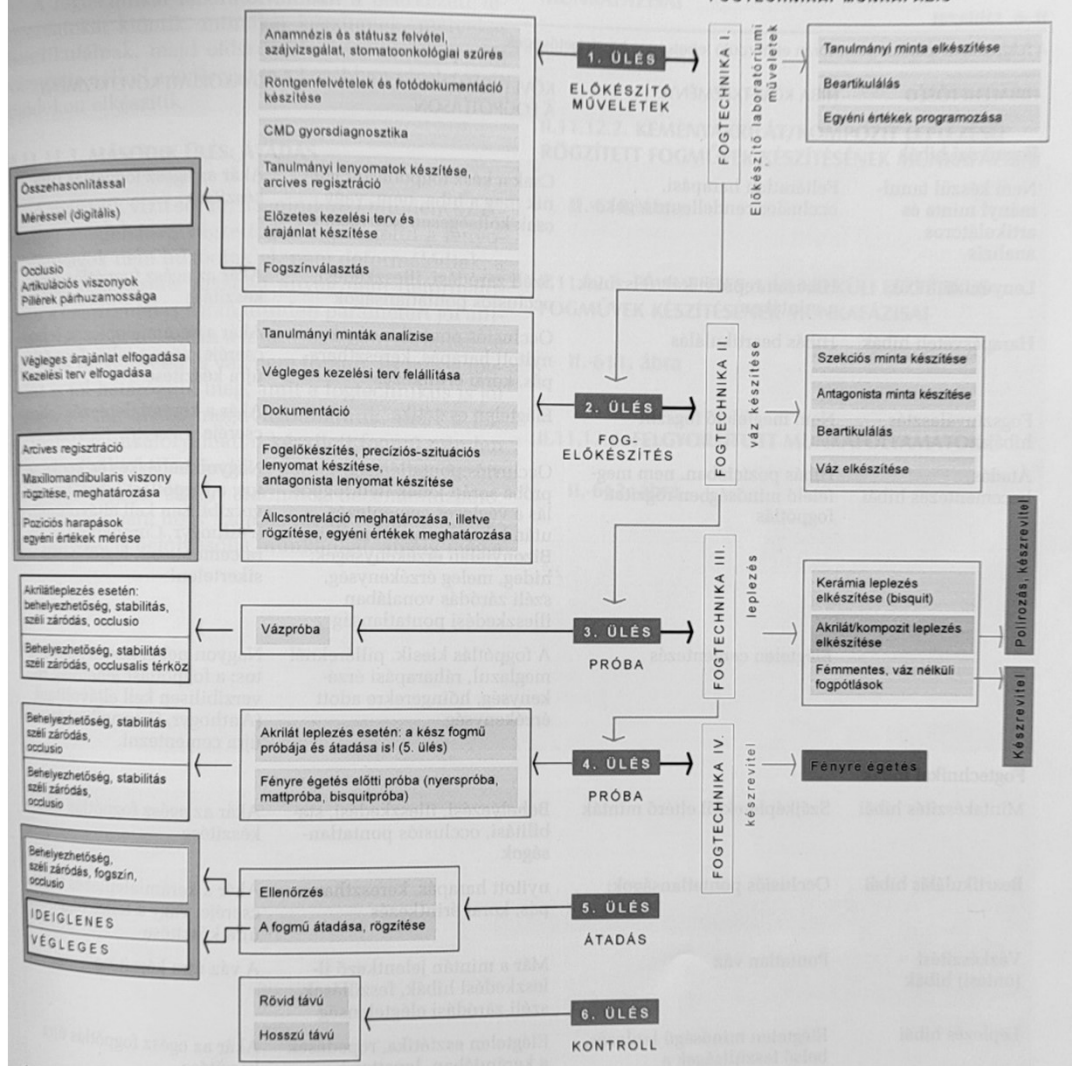 Anamnézis és státusz felvétel,
szájvizsgálat, stomatoonkológiai szűrés
Röntgenfelvételek és fotódokumentáció
készítése
CMD gyorsdiagnosztika
Tanulmányi lenyomatok készítése,
arcíves regisztráció
Előzetes kezelési terv és
árajánlat készítése
Fogszínválasztás
1. ÜLÉS
ELŐKÉSZÍTŐ
MŰVELETEK
FOGTECHNIKA I.
Előkészítő laboratóriumi
műveletek
Tanulmányi minta elkészítése
Beartikulálás
Egyéni értékek programozása
Összehasonlítással
Méréssel (digitális)
Occlusio
Artikulációs viszonyok
Pillérek párhuzamossága
Végleges árajánlat elfogadása
Kezelési terv elfogadása
Arcíves regisztráció
Maxillomandibularis viszony
rögzítése, meghatározása
Pozíciós harapások
egyéni értékek mérése
Tanulmányi minták analízise
Végleges kezelési terv felállítása
Dokumentáció
Fogelőkészítés, precíziós-szituációs
lenyomat készítése,
antagonista lenyomat készítése
Állcsontreláció meghatározása, illetve
rögzítése, egyéni értékek meghatározása
2. ÜLÉS
FOG-
ELŐKÉSZÍTÉS
FOGTECHNIKA II.
váz készítése
Szekciós minta készítése
Antagonista minta készítése
Beartikulálás
Váz elkészítése
Akrilátleplezés esetén:
behelyezhetőség, stabilitás,
széli záródás, occlusio
Behelyezhetőség, stabilitás
széli záródás, occlusalis térköz
Vázpróba
3. ÜLÉS
PRÓBA
FOGTECHNIKA III.
leplezés
Kerámia leplezés
elkészítése (bisquit)
Akrilát/kompozit leplezés
elkészítése
Fémmentes, váz nélküli
fogpótlások
Polírozás, készrevitel
Készrevitel
Behelyezhetőség, stabilitás
széli záródás,
occlusio
Behelyezhetőség, stabilitás
széli záródás,
occlusio
Akrilát leplezés esetén: a kész fogmű
próbája és átadása is! (5. ülés)
Fényre égetés előtti próba (nyerspróba,
mattpróba, bisquitpróba)
4. ÜLÉS
PRÓBA
FOGTECHNIKA IV.
készrevitel
Fényre égetés
Behelyezhetőség,
széli záródás, fogszín,
occlusio
IDEIGLENES
VÉGLEGES
Ellenőrzés
A fogmű átadása, rögzítése
5. ÜLÉS
ÁTADÁS
Rövid távú
Hosszú távú
6. ÜLÉS
KONTROLL